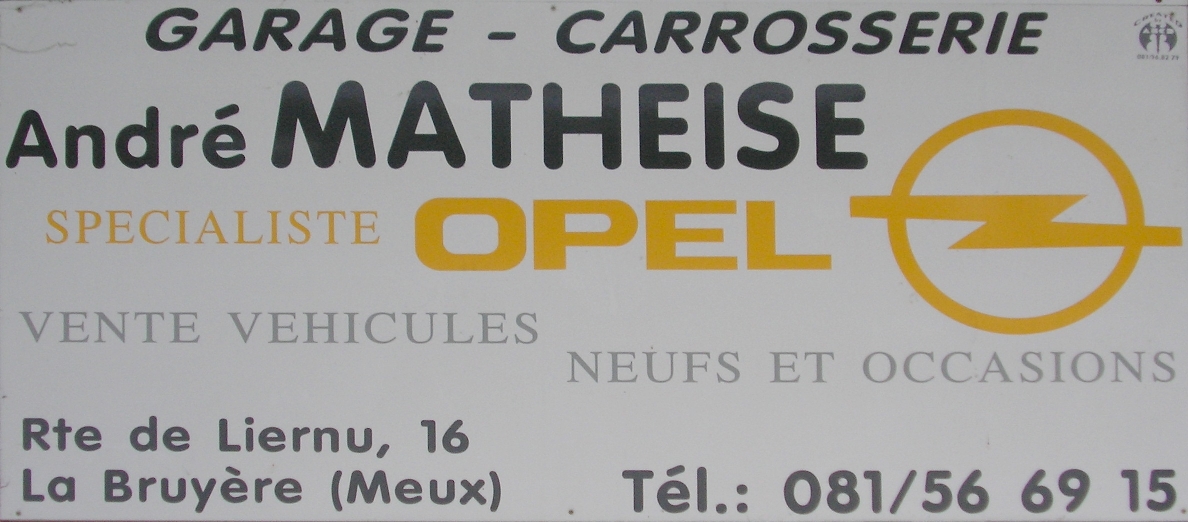 GARAGE - CARROSSERIE
André MATHEISE
SPECIALISTE OPEL
VENTE VEHICULES
NEUFS ET OCCASIONS
Rte de Liernu, 16
La Bruyère (Meux)
Tél.: 081/56 69 15